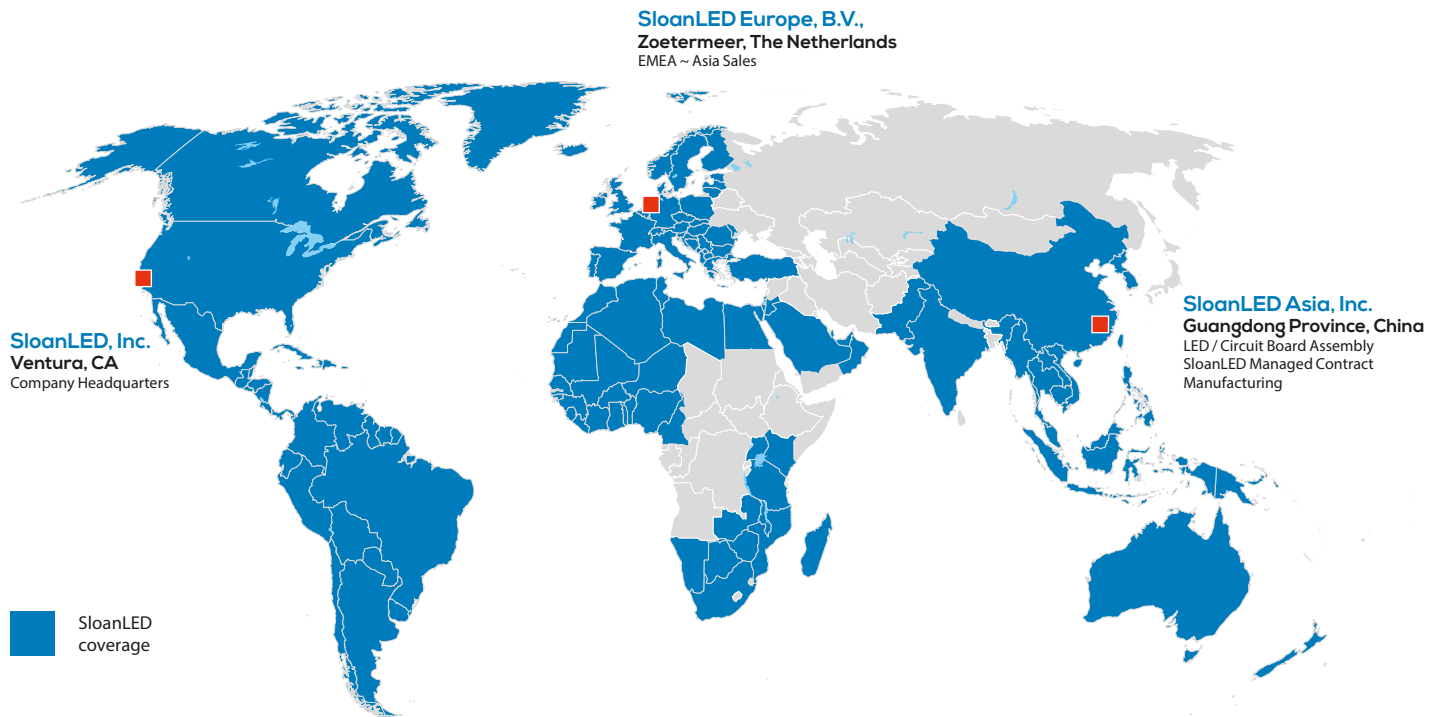 SloanLED Europe, B.V.,
Zoetermeer, The Netherlands
EMEA ~ Asia Sales
SloanLED, Inc.
Ventura, CA
Company Headquarters
SloanLED Asia, Inc.
Guangdong Province, China
LED / Circuit Board Assembly
SloanLED Managed Contract
Manufacturing
SloanLED
coverage